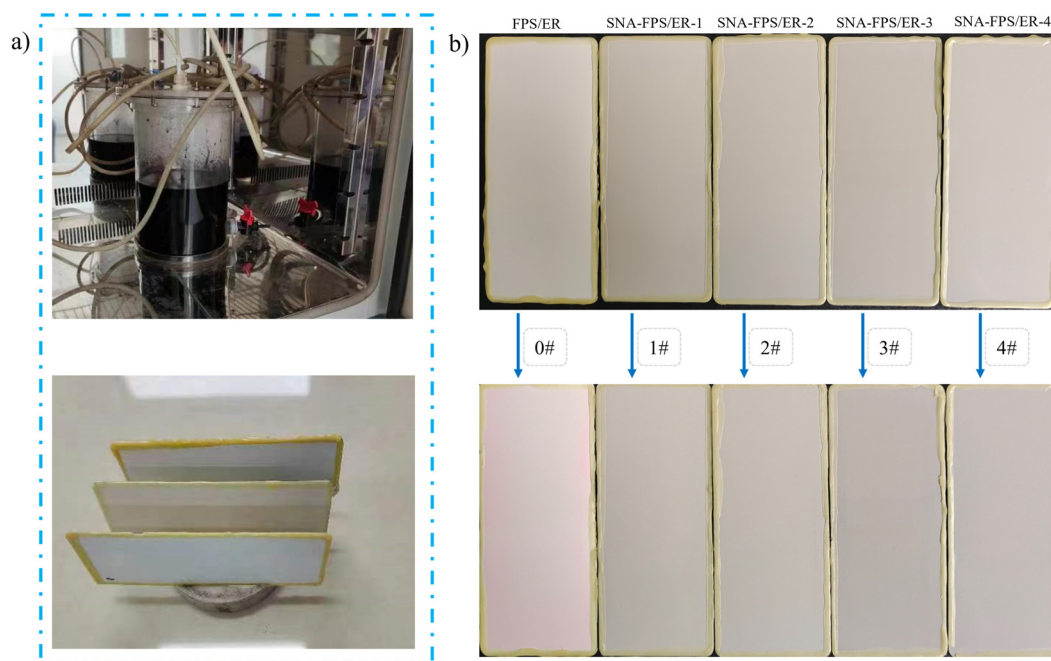 a)
b)
FPS/ER SNA-FPS/ER-1 SNA-FPS/ER-2 SNA-FPS/ER-3 SNA-FPS/ER-4
0# 1# 2# 3# 4#